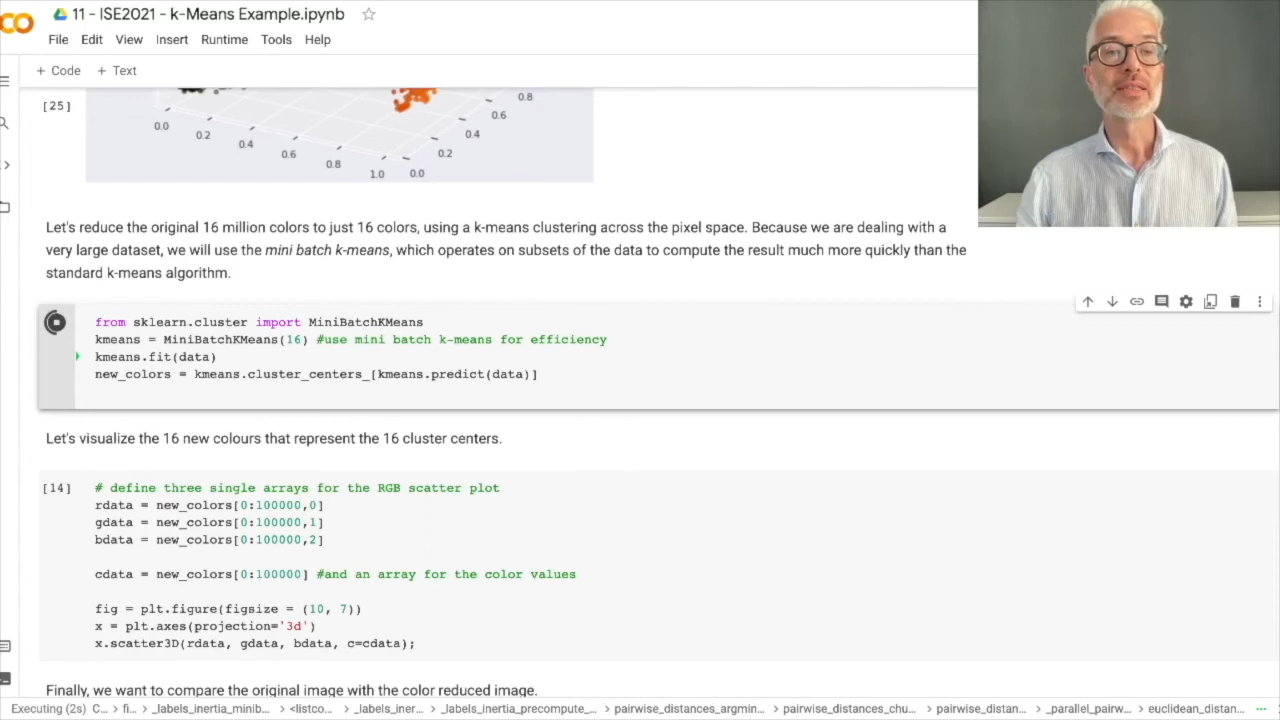 CO
11 - ISE2021 - k-Means Example.ipynb
File Edit View Insert Runtime Tools Help
+ Code + Text
[25]
0.0 0.2 0.4 0.6 0.8 1.0 0.0 0.2 0.4 0.6 0.8
Let's reduce the original 16 million colors to just 16 colors, using a k-means clustering across the pixel space. Because we are dealing with a
very large dataset, we will use the mini batch k-means, which operates on subsets of the data to compute the result much more quickly than the
standard k-means algorithm.
from sklearn.cluster import MiniBatchKMeans
kmeans = MiniBatchKMeans(16) #use mini batch k-means for efficiency
kmeans.fit(data)
new_colors = kmeans.cluster_centers_[kmeans.predict(data)]
Let's visualize the 16 new colours that represent the 16 cluster centers.
[14]
# define three single arrays for the RGB scatter plot
rdata = new_colors[0:100000,0]
gdata = new_colors[0:100000,1]
bdata = new_colors[0:100000,2]
cdata = new_colors[0:100000] #and an array for the color values
fig = plt.figure(figsize = (10, 7))
x = plt.axes(projection='3d')
x.scatter3D(rdata, gdata, bdata, c=cdata);
Finally, we want to compare the original image with the color reduced image.
Executing (2s) C... > fi... > _labels_inertia_minib... > <listco... > _labels_iner... > _labels_inertia_precompute_... > pairwise_distances_argmin... > pairwise_distances_chu... > pairwise_distan... > _parallel_pairw... > euclidean_distan... ...